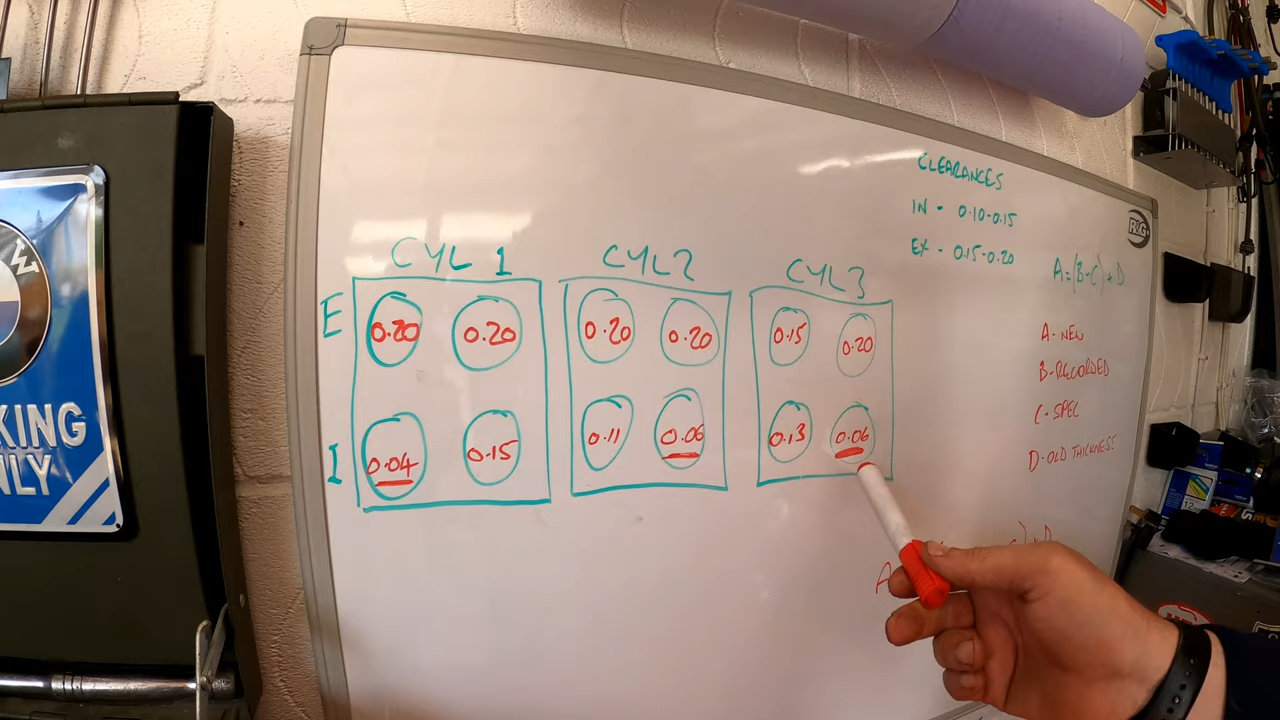 CLEARANCES
IN - 0.10-0.15
EX - 0.15-0.20
R&G
A=(B-C)+D
A-NEW
B-RECORDED
C-SPEC
D-OLD THICKNESS
CYL 1
CYL2
CYL3
E
0.20 0.20
0.20 0.20
0.15 0.20
I
0.04 0.15
0.11 0.06
0.13 0.06
A
W
KING
NLY